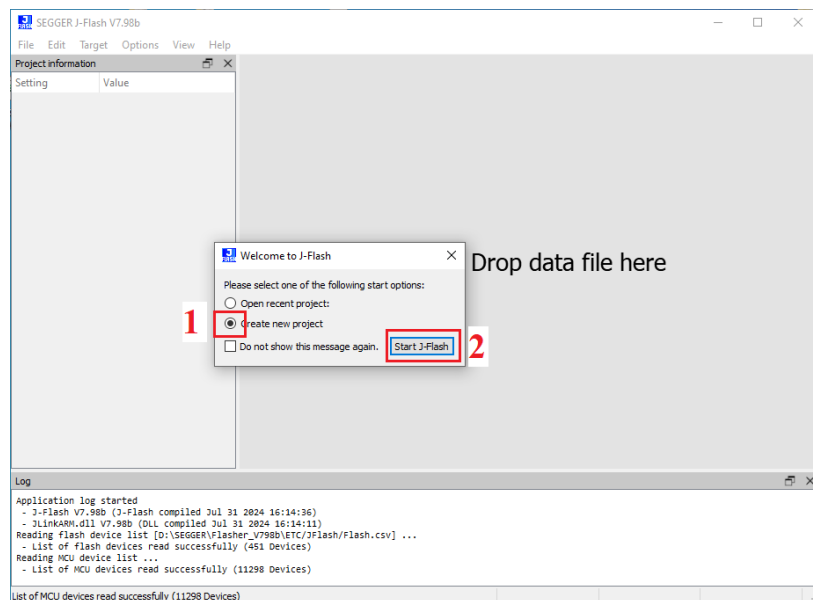 SEGGER J-Flash V7.98b
File Edit Target Options View Help
Project information
Setting Value
Welcome to J-Flash
Drop data file here
Please select one of the following start options:
Open recent project:
1
Create new project
Do not show this message again. Start J-Flash
2
Log
Application log started
- J-Flash V7.98b (J-Flash compiled Jul 31 2024 16:14:36)
- JLinkARM.dll V7.98b (DLL compiled Jul 31 2024 16:14:11)
Reading flash device list [D:\SEGGER\Flasher_V798b\ETC/JFlash/Flash.csv] ...
- List of flash devices read successfully (451 Devices)
Reading MCU device list ...
- List of MCU devices read successfully (11298 Devices)
List of MCU devices read successfully (11298 Devices)